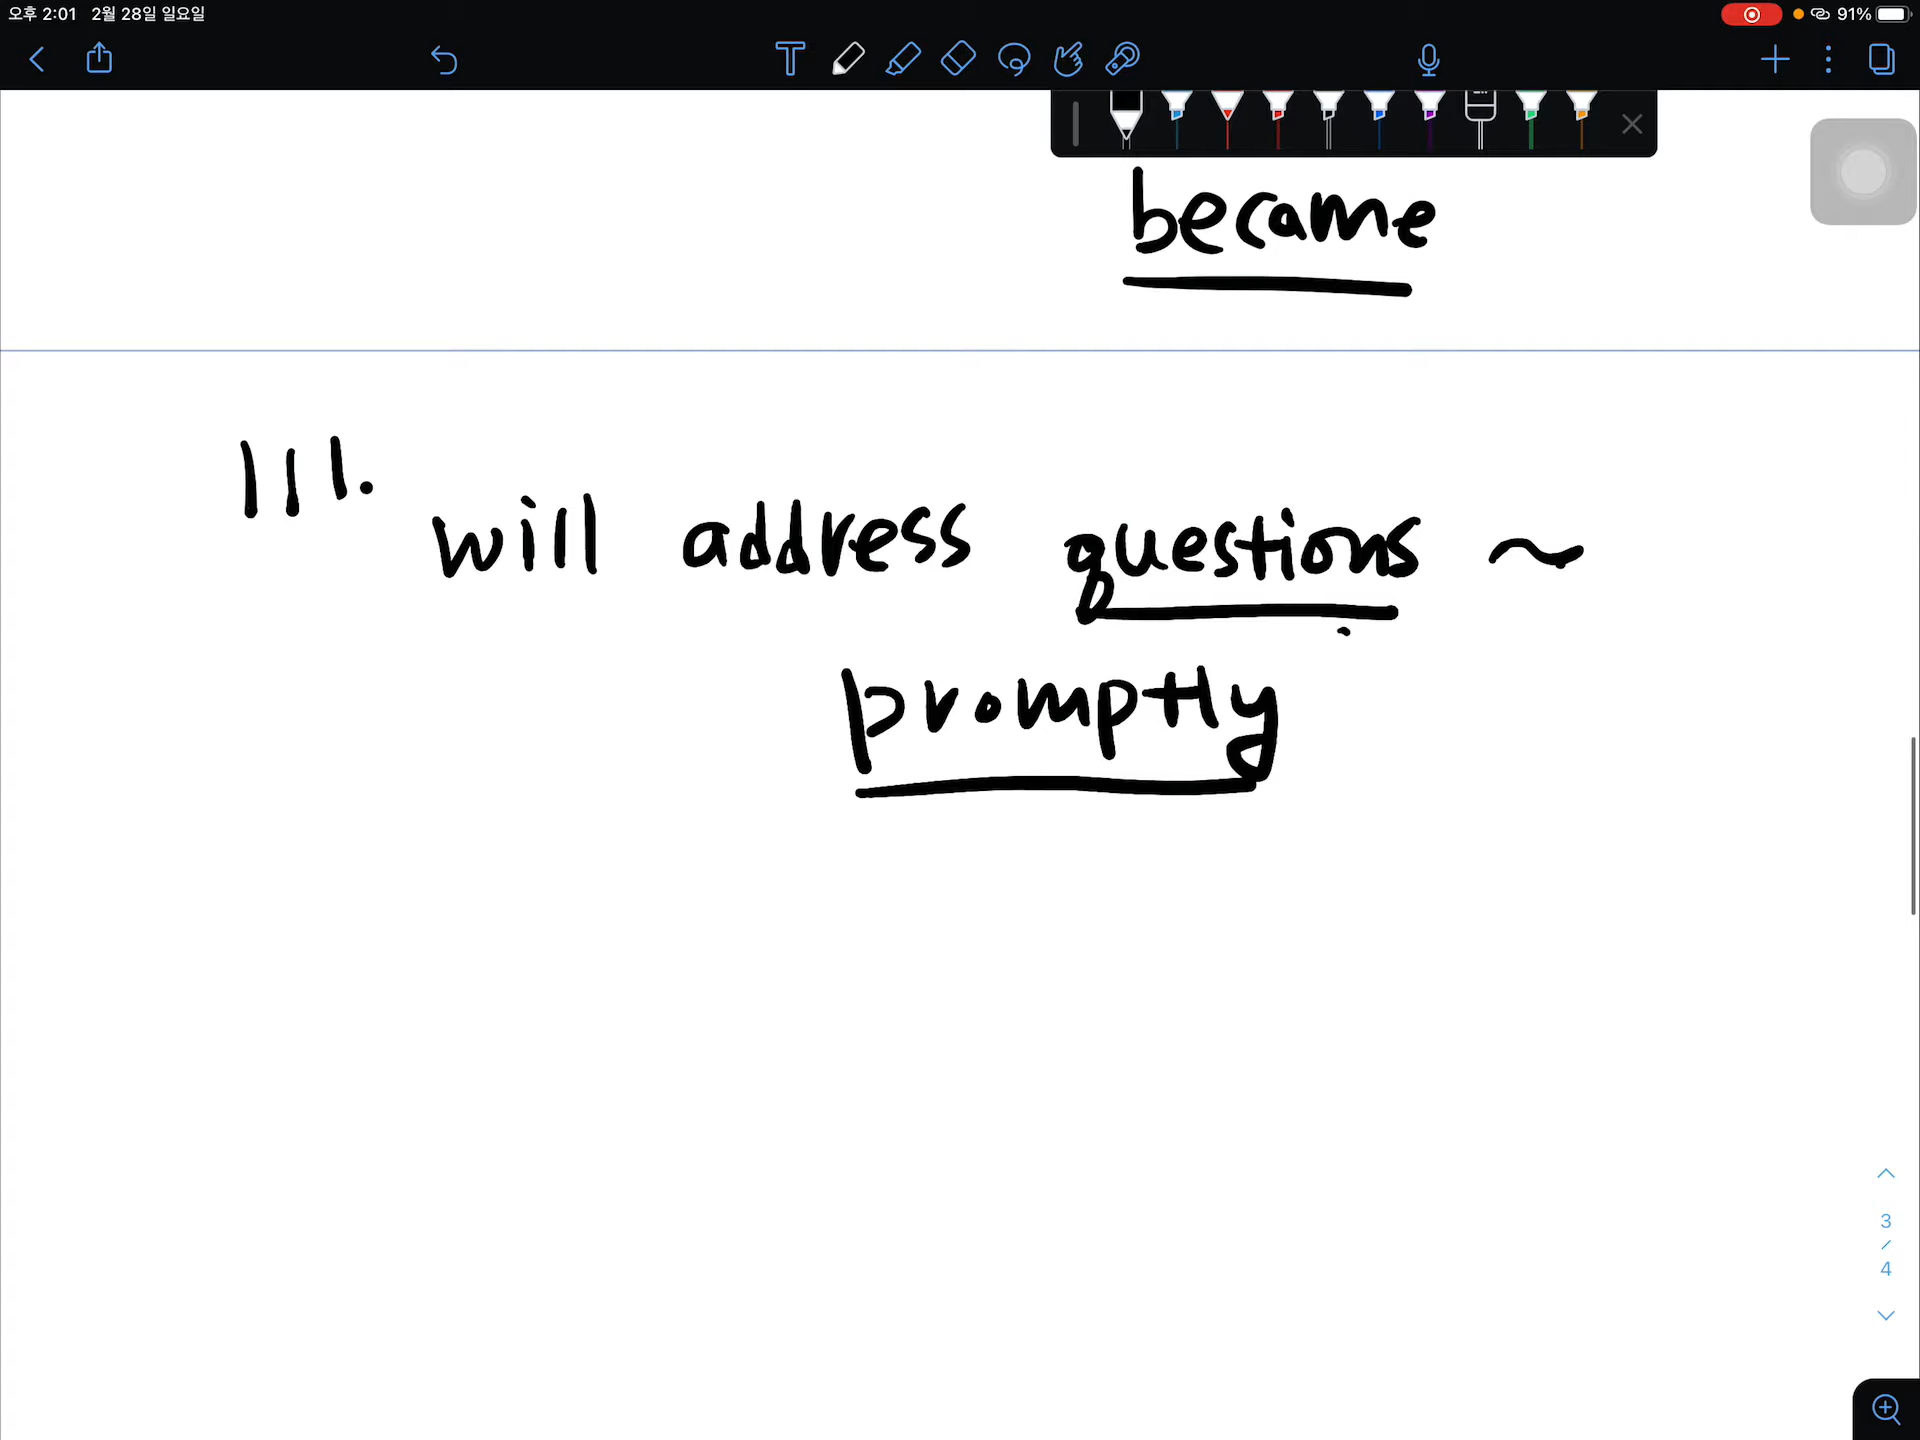 오후 2:01 2월 28일 일요일 91%
became
111.
will address questions ~
promptly
3
/
4